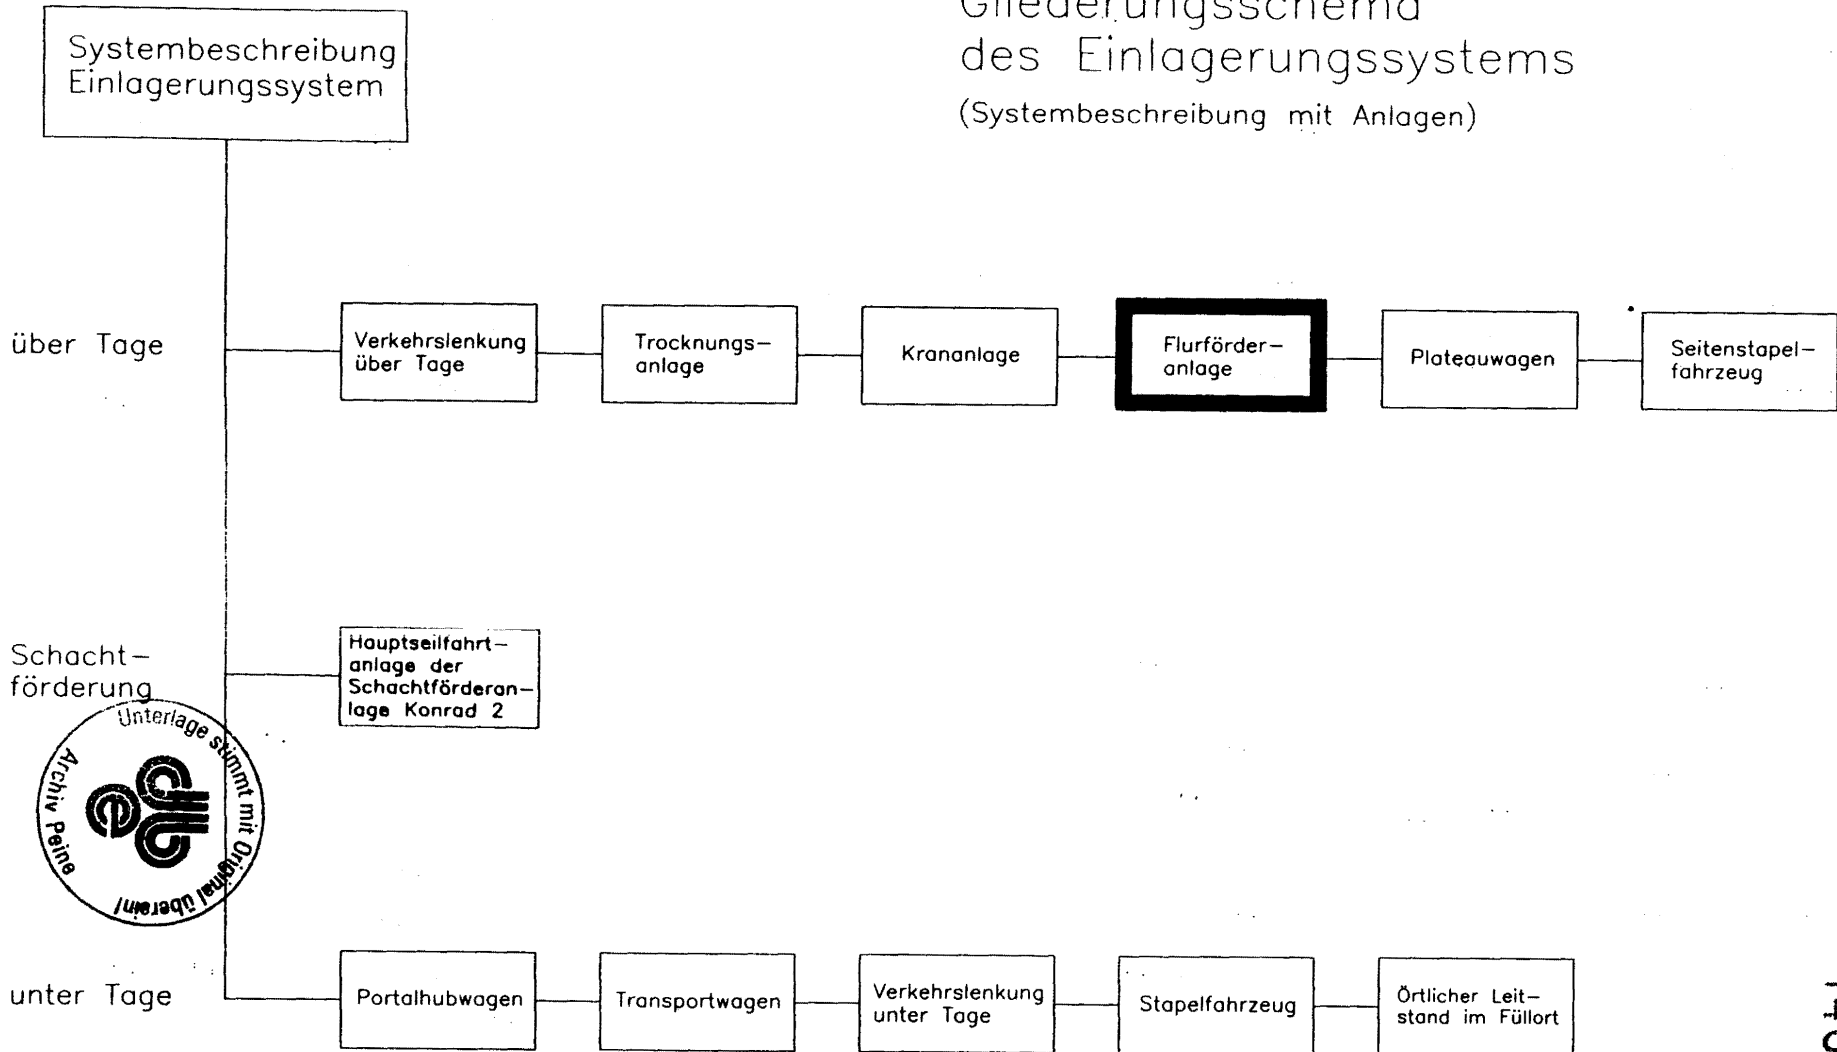 Gliederungsschema
des Einlagerungssystems
(Systembeschreibung mit Anlagen)
Systembeschreibung
Einlagerungssystem
über Tage
Verkehrslenkung
über Tage
Trocknungs-
anlage
Krananlage
Flurförder-
anlage
Plateauwagen
Seitenstapel-
fahrzeug
Schacht-
förderung
Hauptseilfahrt-
anlage der
Schachtförderan-
lage Konrad 2
Unterlage stimmt mit Original überein!
Archiv Peine
dbe
unter Tage
Portalhubwagen
Transportwagen
Verkehrslenkung
unter Tage
Stapelfahrzeug
Örtlicher Leit-
stand im Füllort